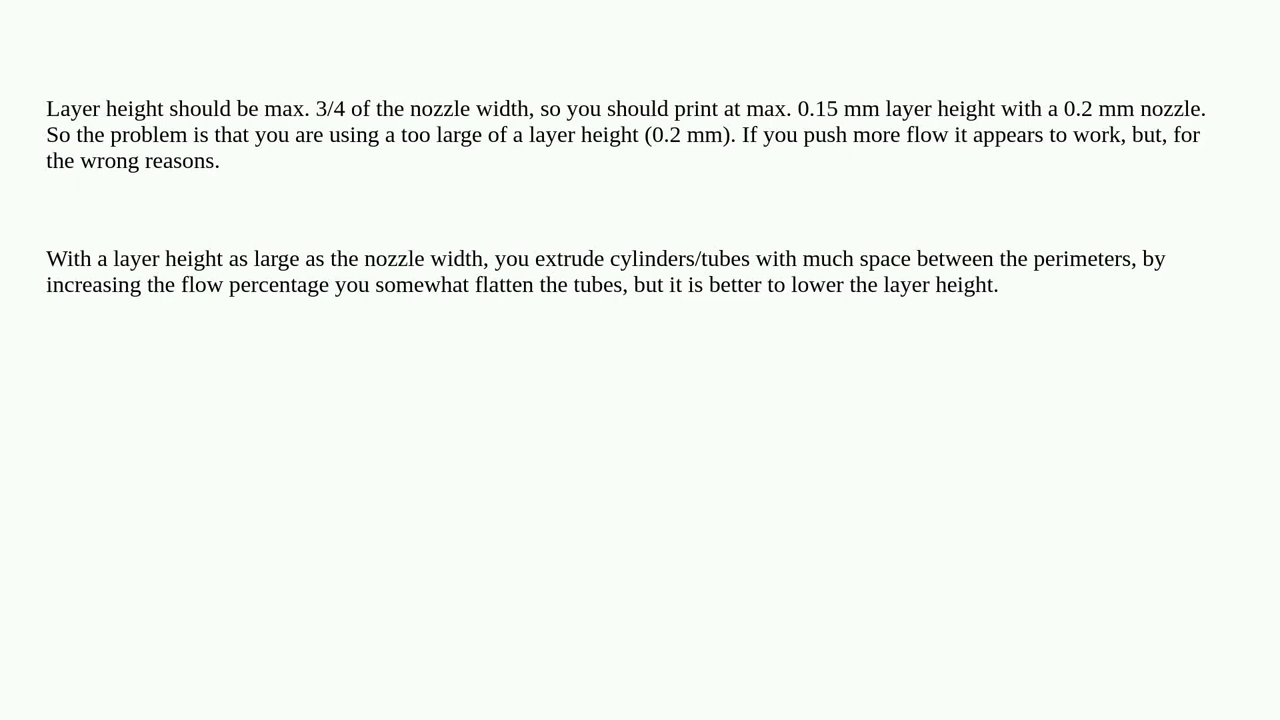 Layer height should be max. 3/4 of the nozzle width, so you should print at max. 0.15 mm layer height with a 0.2 mm nozzle.
So the problem is that you are using a too large of a layer height (0.2 mm). If you push more flow it appears to work, but, for
the wrong reasons.
With a layer height as large as the nozzle width, you extrude cylinders/tubes with much space between the perimeters, by
increasing the flow percentage you somewhat flatten the tubes, but it is better to lower the layer height.